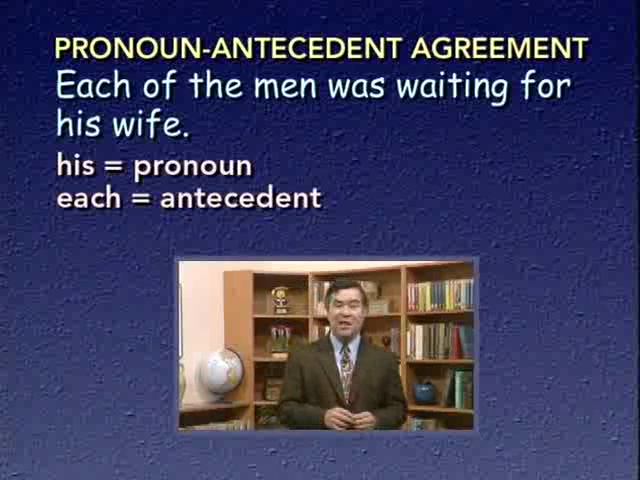 PRONOUN-ANTECEDENT AGREEMENT
Each of the men was waiting for
his wife.
his = pronoun
each = antecedent